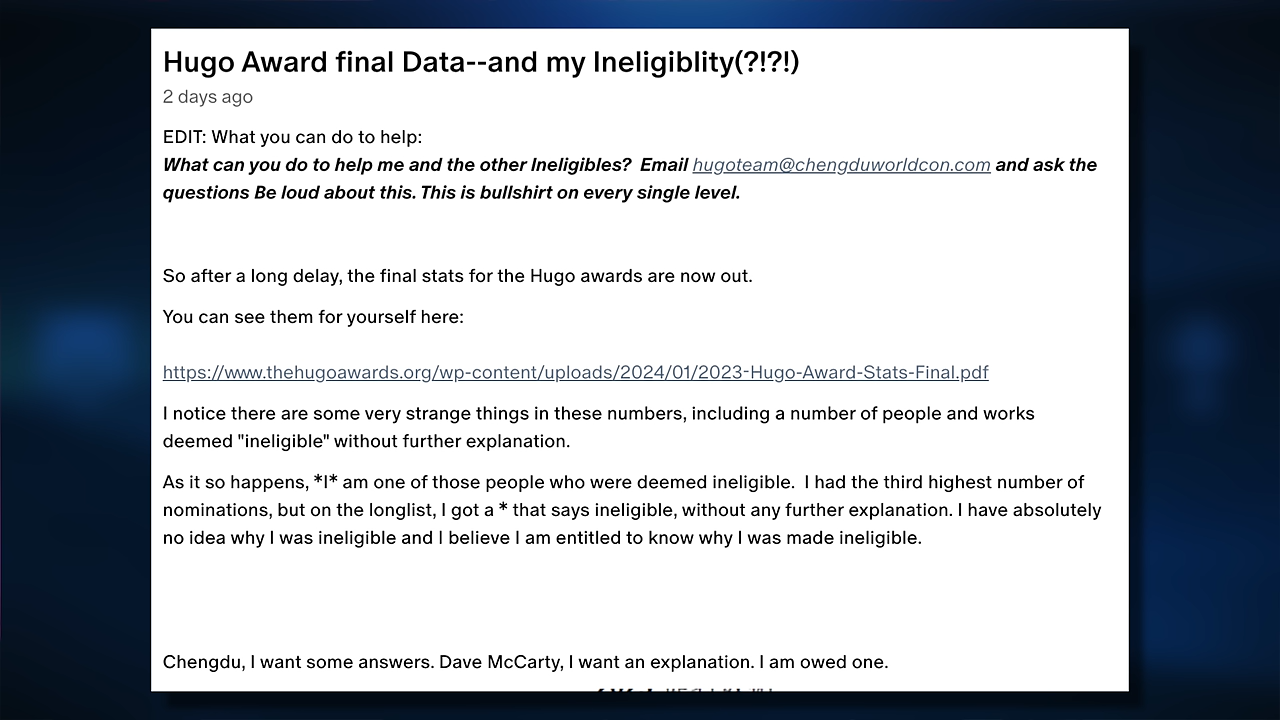 Hugo Award final Data--and my Ineligiblity(?!?!)
2 days ago
EDIT: What you can do to help:
What can you do to help me and the other Ineligibles?  Email hugoteam@chengduworldcon.com and ask the
questions Be loud about this. This is bullshirt on every single level.
So after a long delay, the final stats for the Hugo awards are now out.
You can see them for yourself here:
https://www.thehugoawards.org/wp-content/uploads/2024/01/2023-Hugo-Award-Stats-Final.pdf
I notice there are some very strange things in these numbers, including a number of people and works
deemed "ineligible" without further explanation.
As it so happens, *I* am one of those people who were deemed ineligible.  I had the third highest number of
nominations, but on the longlist, I got a * that says ineligible, without any further explanation. I have absolutely
no idea why I was ineligible and I believe I am entitled to know why I was made ineligible.
Chengdu, I want some answers. Dave McCarty, I want an explanation. I am owed one.